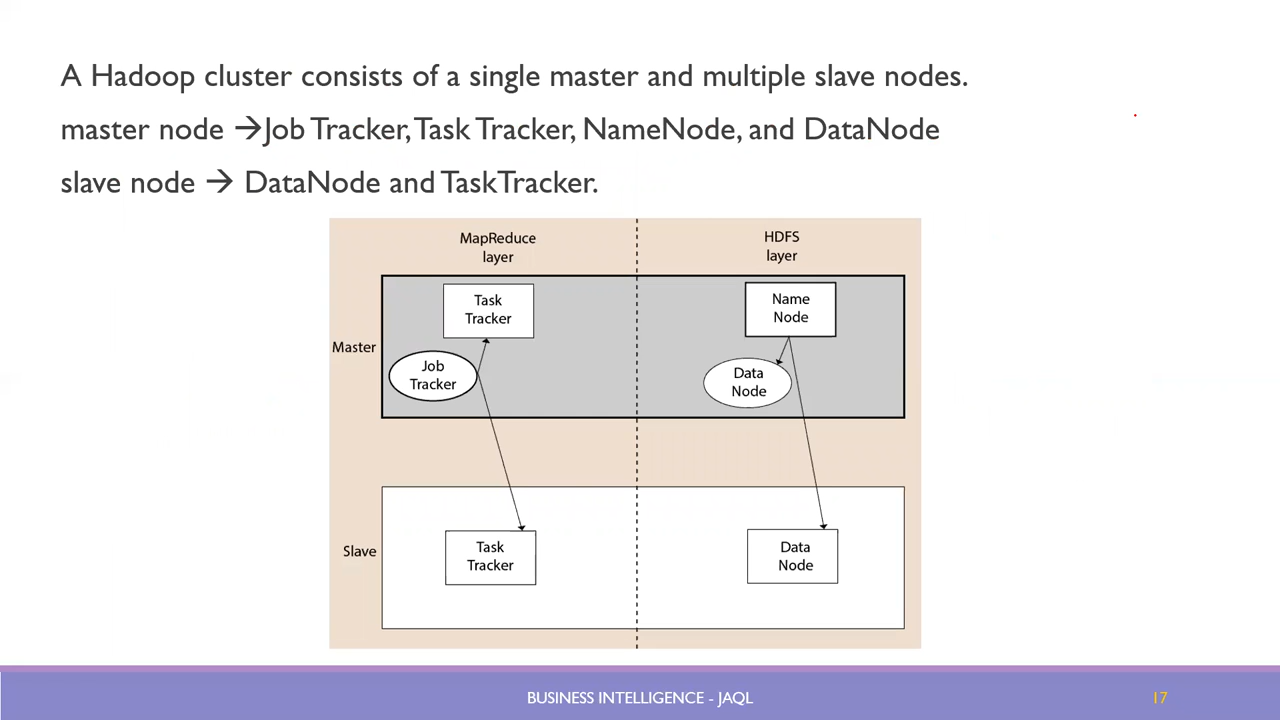 A Hadoop cluster consists of a single master and multiple slave nodes.
master node →Job Tracker, Task Tracker, NameNode, and DataNode
slave node → DataNode and TaskTracker.
MapReduce
layer
HDFS
layer
Task
Tracker
Name
Node
Master
Job
Tracker
Data
Node
Slave
Task
Tracker
Data
Node
BUSINESS INTELLIGENCE - JAQL
17